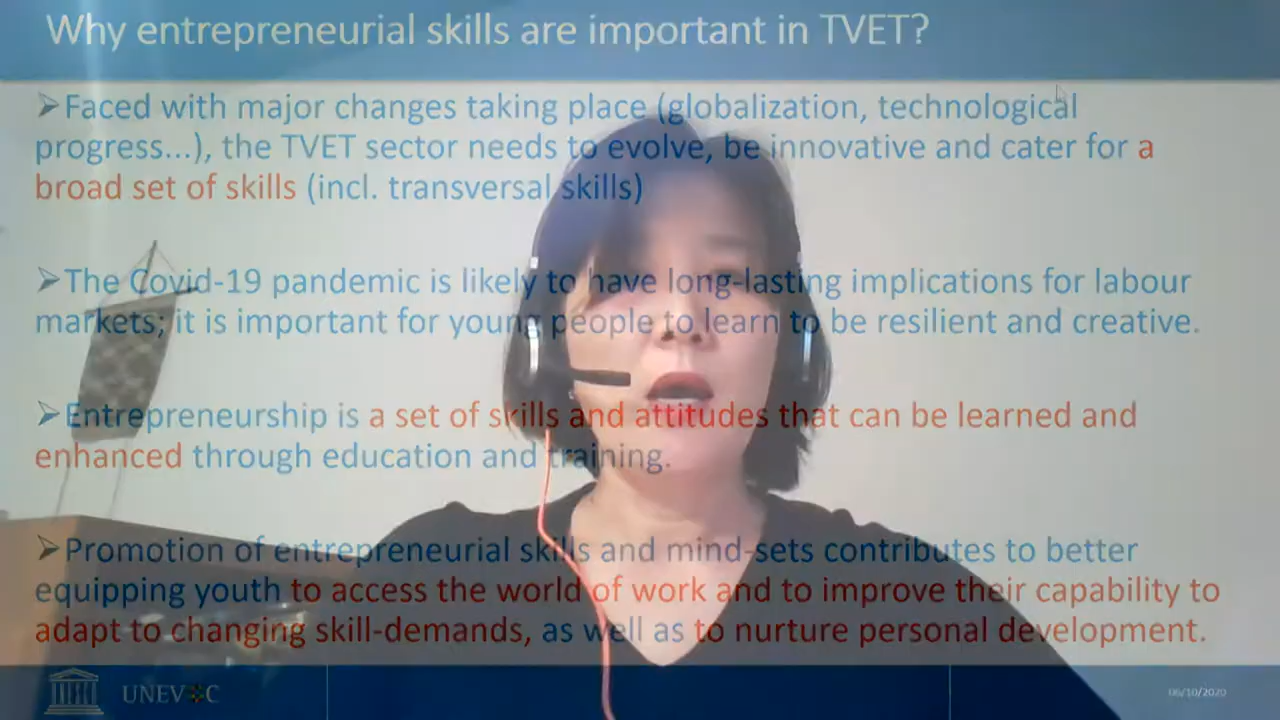 Why entrepreneurial skills are important in TVET?
➢Faced with major changes taking place (globalization, technological
progress...), the TVET sector needs to evolve, be innovative and cater for a
broad set of skills (incl. transversal skills)
➢The Covid-19 pandemic is likely to have long-lasting implications for labour
markets; it is important for young people to learn to be resilient and creative.
➢Entrepreneurship is a set of skills and attitudes that can be learned and
enhanced through education and training.
➢Promotion of entrepreneurial skills and mind-sets contributes to better
equipping youth to access the world of work and to improve their capability to
adapt to changing skill-demands, as well as to nurture personal development.
UNEVOC
06/10/2020